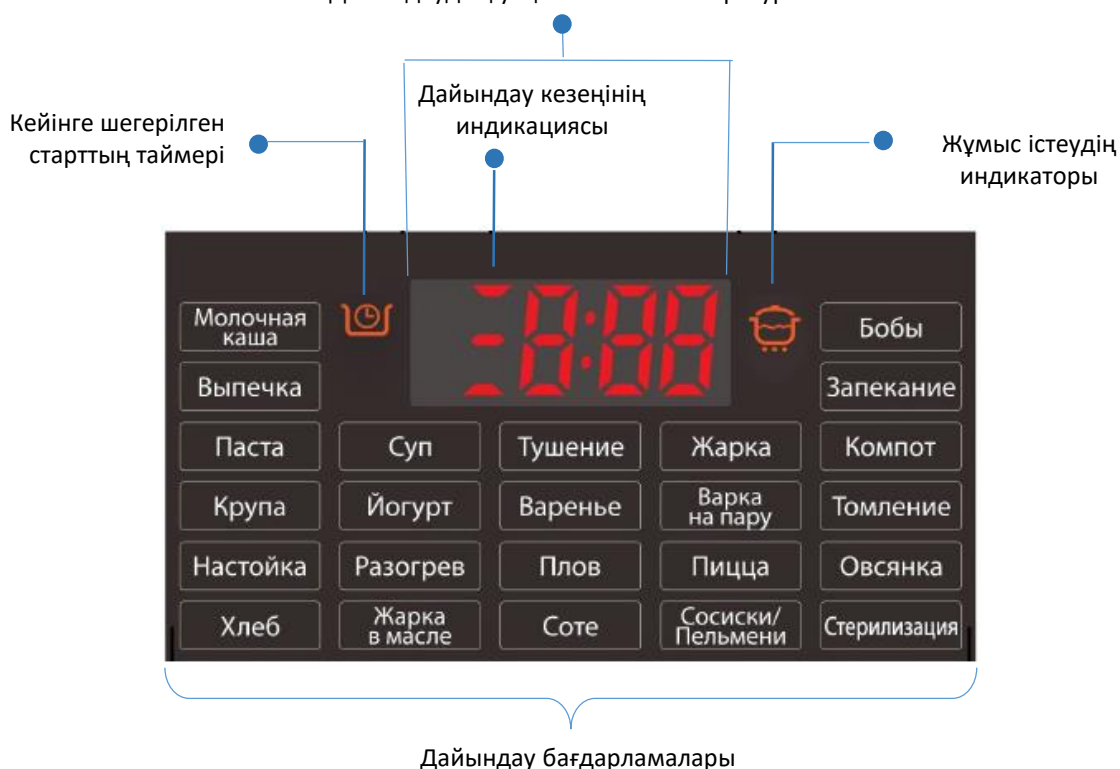 Дайындау кезеңінің
индикациясы
Кейінге шегерілген
старттың таймері
Жұмыс істеудің
индикаторы
8:88
Молочная
каша
Бобы
Выпечка
Запекание
Паста
Суп
Тушение
Жарка
Компот
Крупа
Йогурт
Варенье
Варка
на пару
Томление
Настойка
Разогрев
Плов
Пицца
Овсянка
Хлеб
Жарка
в масле
Соте
Сосиски/
Пельмени
Стерилизация
Дайындау бағдарламалары